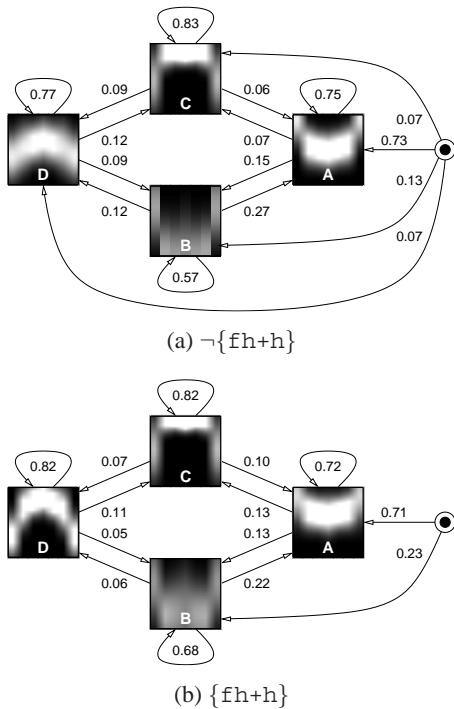 0.83
0.77 0.09 C 0.06 0.75
0.12 0.07 0.07
0.73
D 0.09 0.15 A
0.12 0.27 0.13
B 0.07
0.57
(a) ¬{fh+h}
0.82
0.82 0.07 C 0.10 0.72
0.11 0.13 0.71
D 0.05 0.13 A 0.23
0.06 0.22
B
0.68
(b) {fh+h}